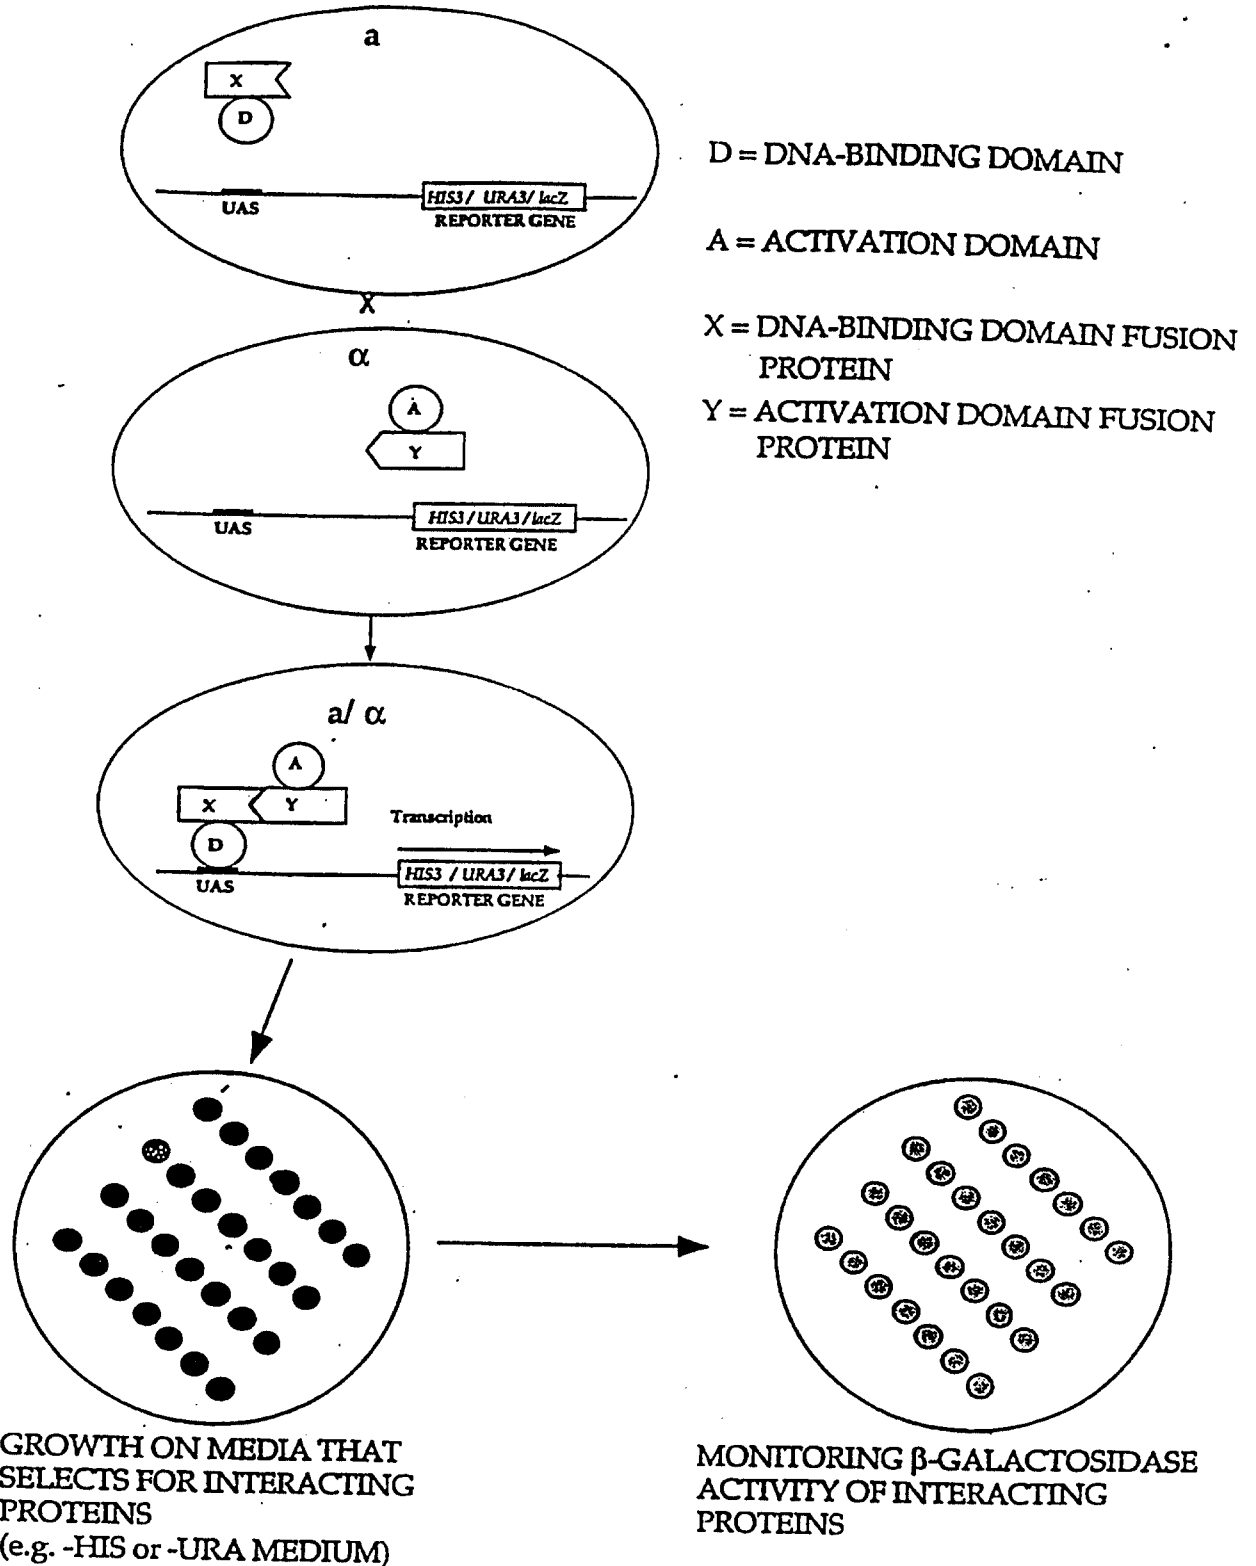 a
X
D
UAS
HIS3 / URA3/ lacZ
REPORTER GENE
D = DNA-BINDING DOMAIN
A = ACTIVATION DOMAIN
X = DNA-BINDING DOMAIN FUSION
PROTEIN
Y = ACTIVATION DOMAIN FUSION
PROTEIN
X
α
A
Y
UAS
HIS3 / URA3 / lacZ
REPORTER GENE
a/ α
A
X
Y
D
Transcription
UAS
HIS3 / URA3/ lacZ
REPORTER GENE
GROWTH ON MEDIA THAT
SELECTS FOR INTERACTING
PROTEINS
(e.g. -HIS or -URA MEDIUM)
MONITORING β-GALACTOSIDASE
ACTIVITY OF INTERACTING
PROTEINS